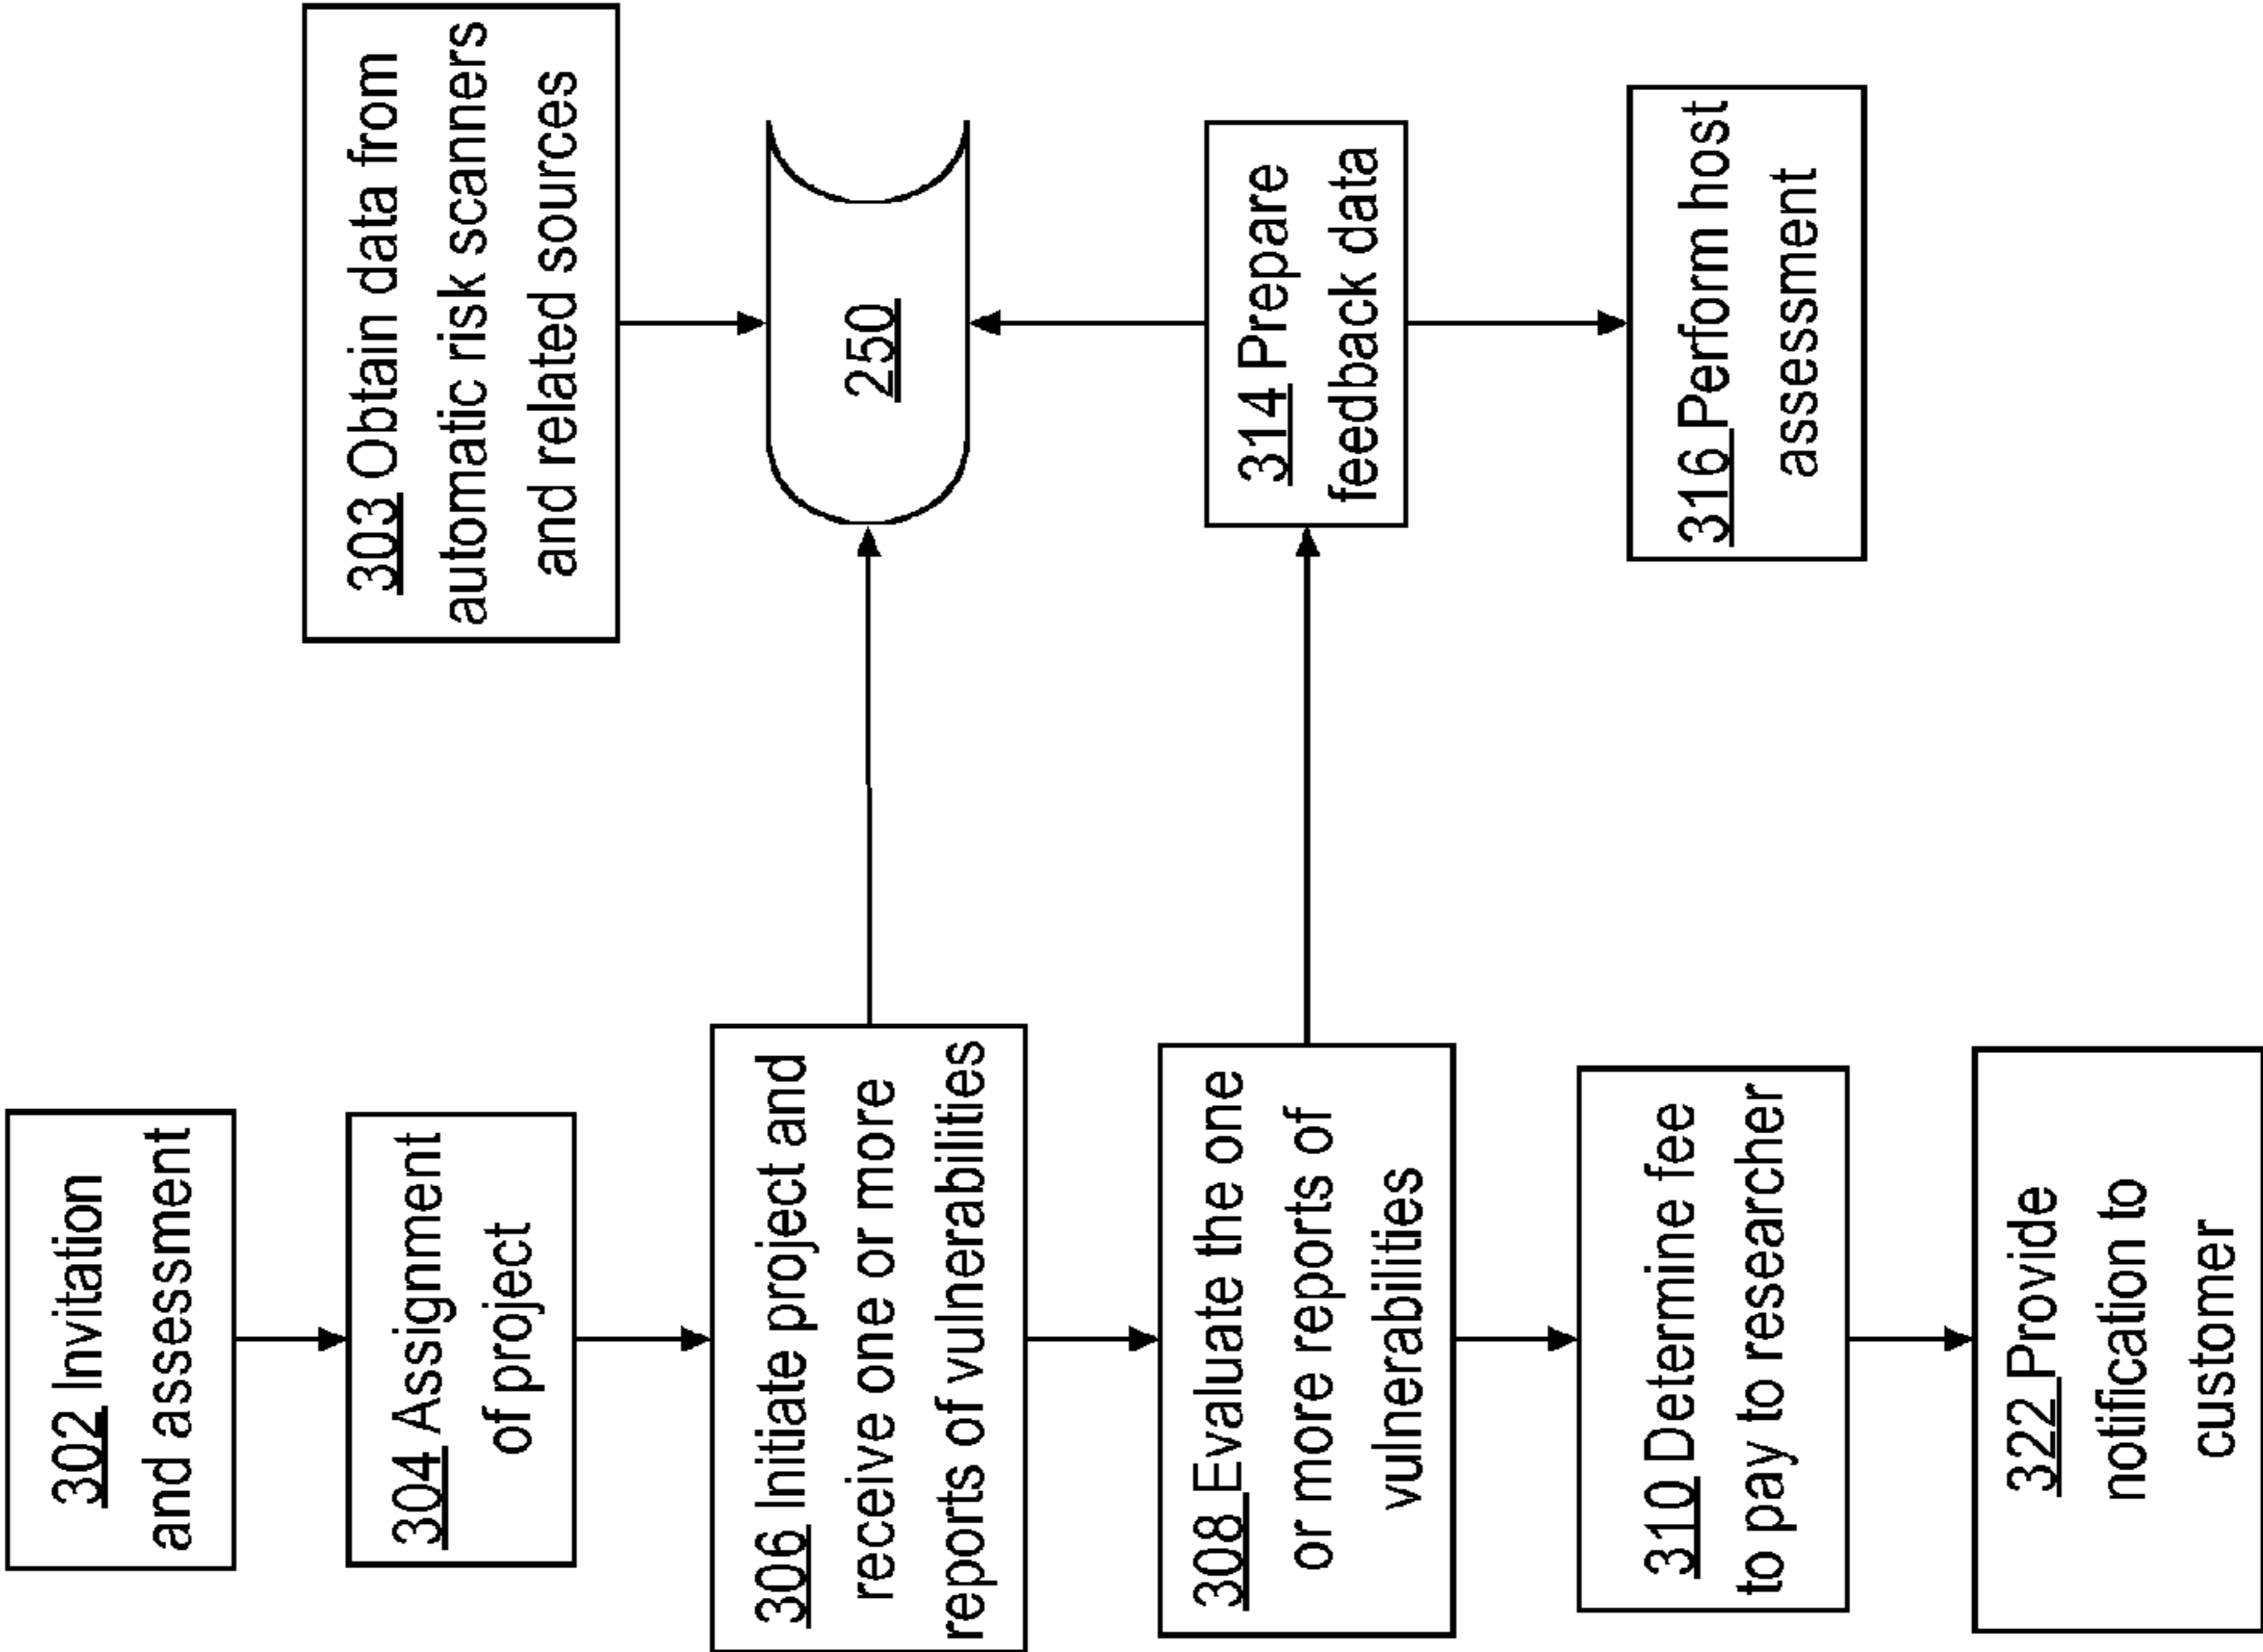 302 Invitation
and assessment
304 Assignment
of project
306 Initiate project and
receive one or more
reports of vulnerabilities
308 Evaluate the one
or more reports of
vulnerabilities
310 Determine fee
to pay to researcher
322 Provide
notification to
customer
303 Obtain data from
automatic risk scanners
and related sources
250
314 Prepare
feedback data
316 Perform host
assessment